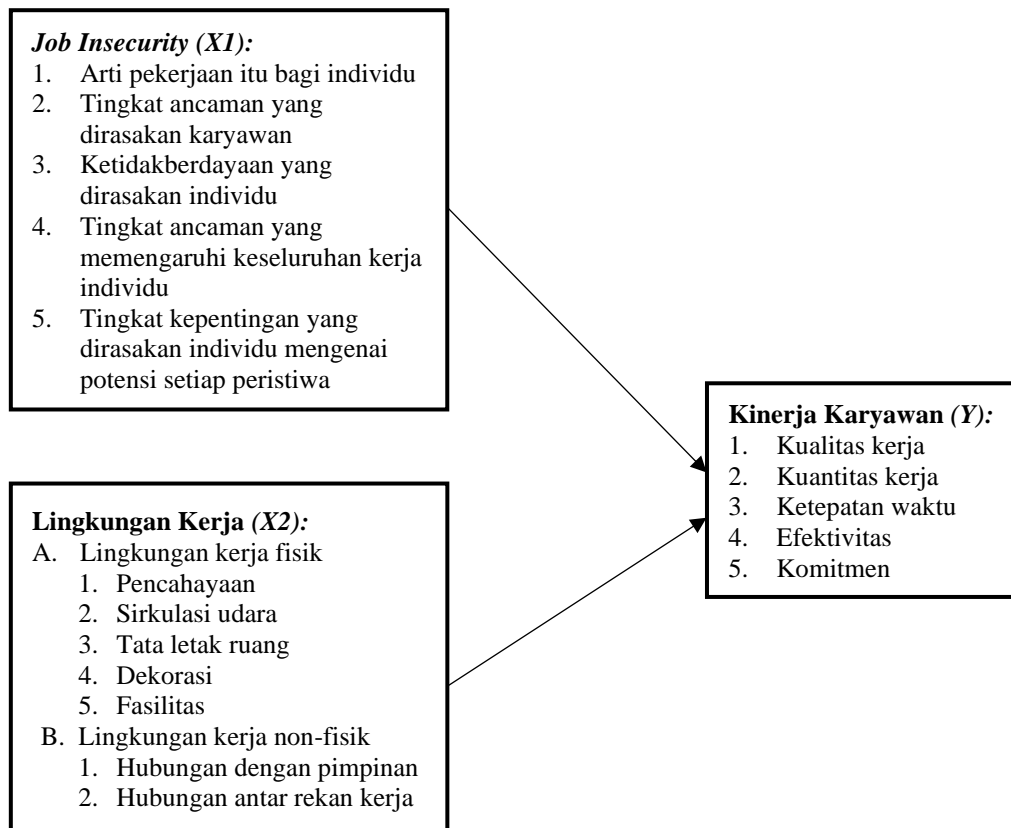 Job Insecurity (X1):
1. Arti pekerjaan itu bagi individu
2. Tingkat ancaman yang
dirasakan karyawan
3. Ketidakberdayaan yang
dirasakan individu
4. Tingkat ancaman yang
memengaruhi keseluruhan kerja
individu
5. Tingkat kepentingan yang
dirasakan individu mengenai
potensi setiap peristiwa
Lingkungan Kerja (X2):
A. Lingkungan kerja fisik
1. Pencahayaan
2. Sirkulasi udara
3. Tata letak ruang
4. Dekorasi
5. Fasilitas
B. Lingkungan kerja non-fisik
1. Hubungan dengan pimpinan
2. Hubungan antar rekan kerja
Kinerja Karyawan (Y):
1. Kualitas kerja
2. Kuantitas kerja
3. Ketepatan waktu
4. Efektivitas
5. Komitmen